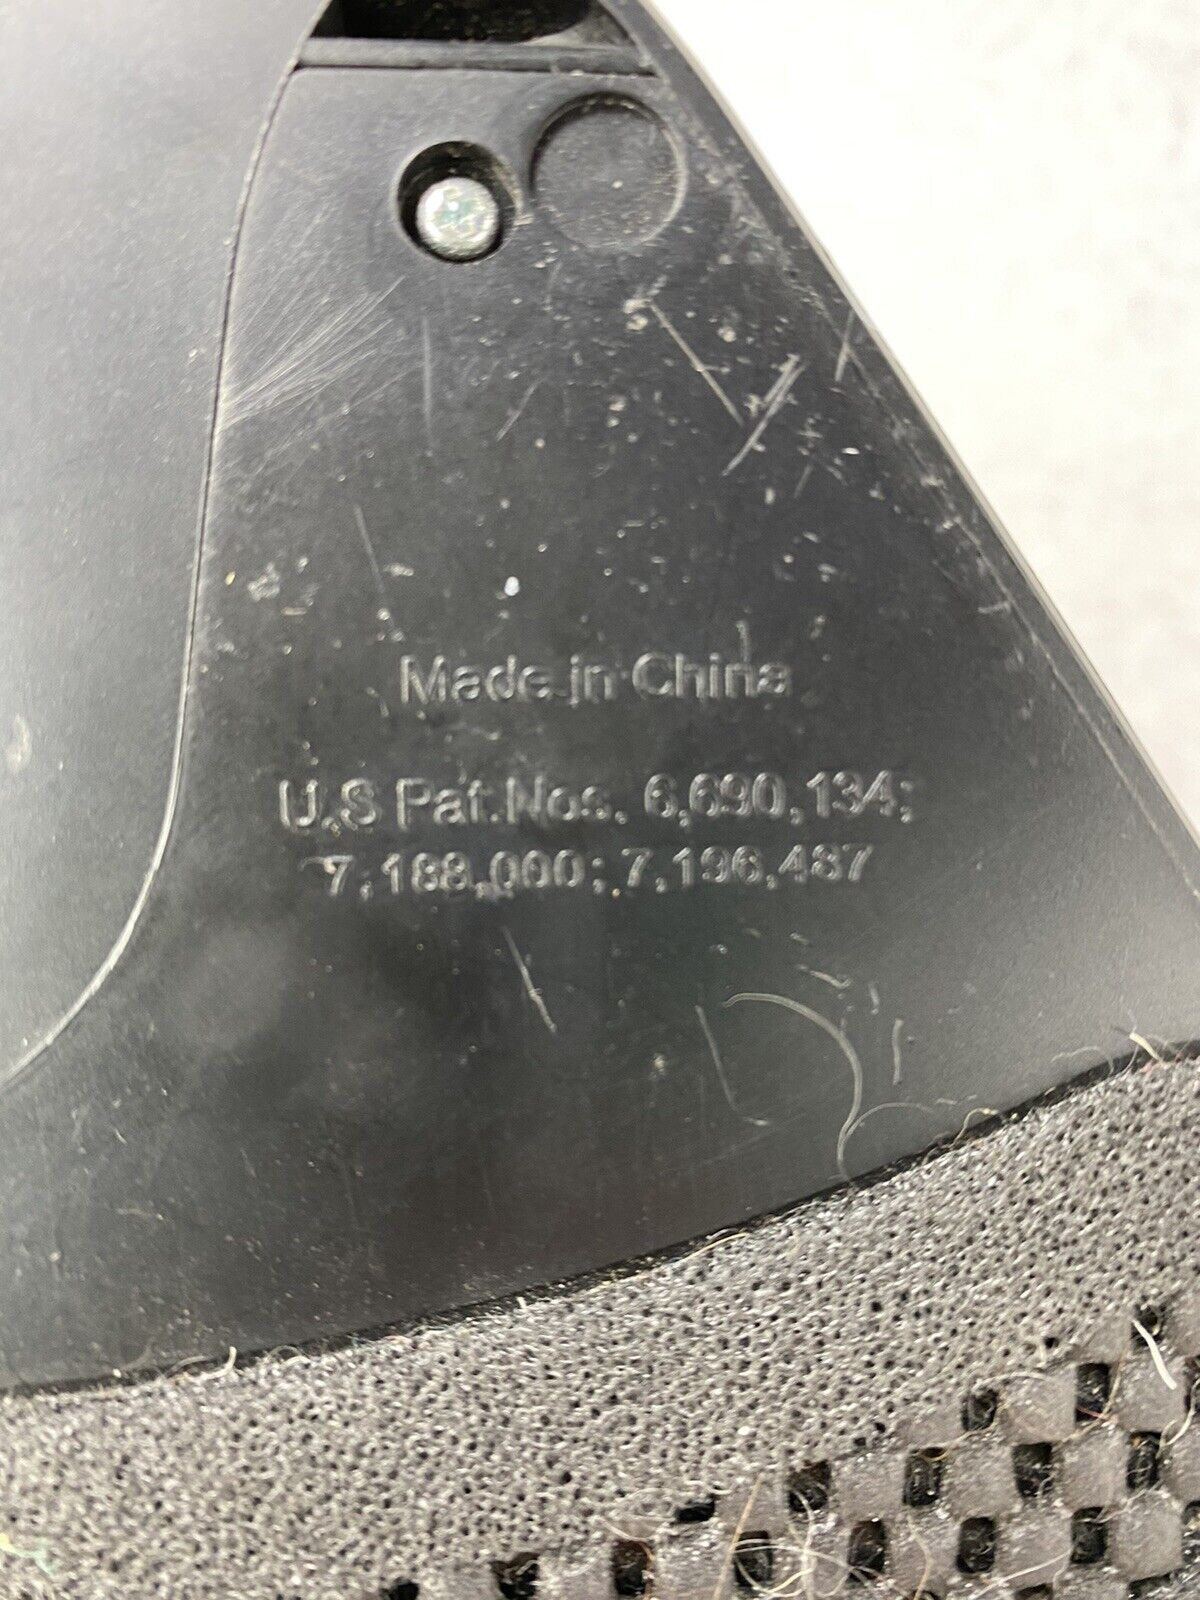 Made in China
U.S Pat.Nos. 6,690,134;
7,188,000; 7,196,487